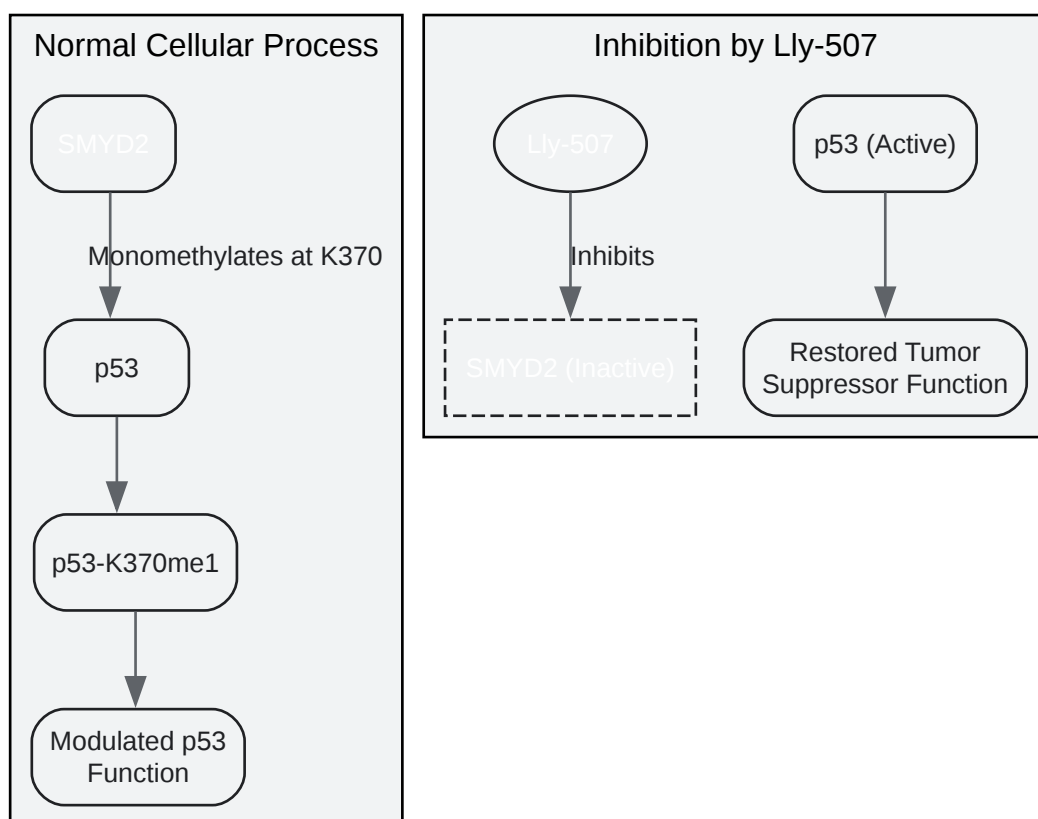 Normal Cellular Process
SMYD2
Monomethylates at K370
p53
p53-K370me1
Modulated p53
Function
Inhibition by Lly-507
Lly-507
Inhibits
SMYD2 (Inactive)
p53 (Active)
Restored Tumor
Suppressor Function